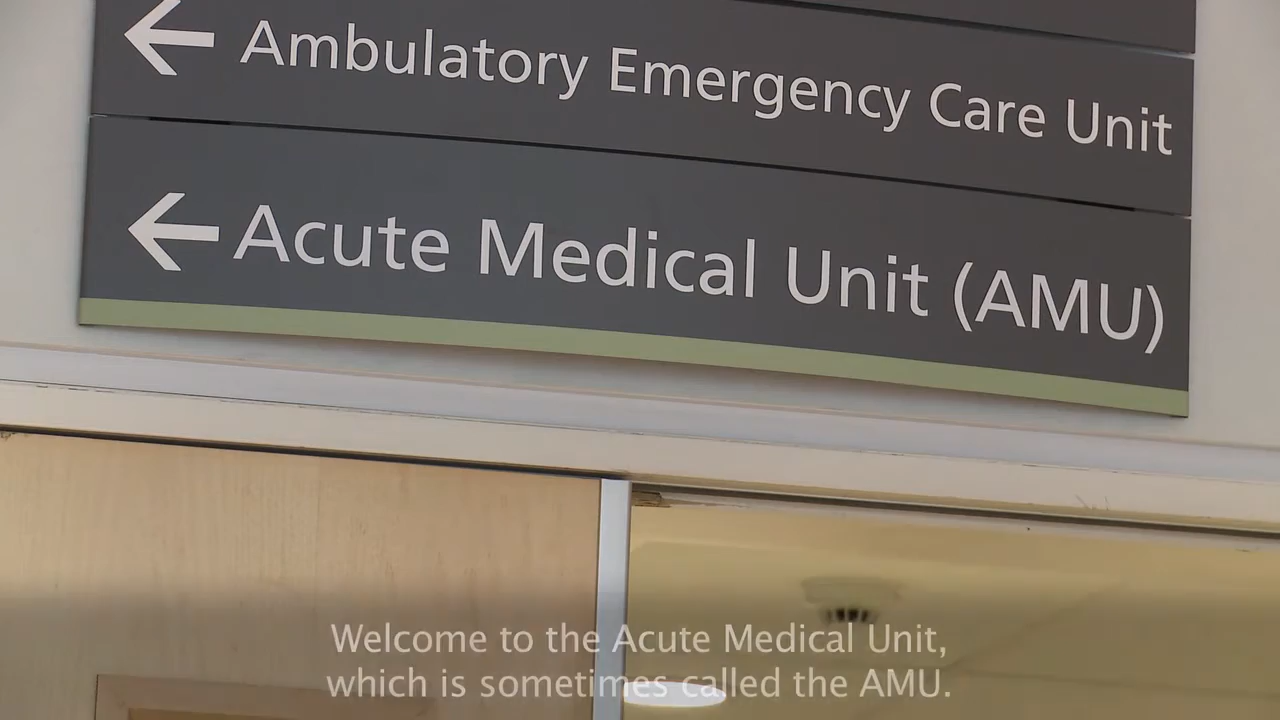 Ambulatory Emergency Care Unit
Acute Medical Unit (AMU)
Welcome to the Acute Medical Unit,
which is sometimes called the AMU.